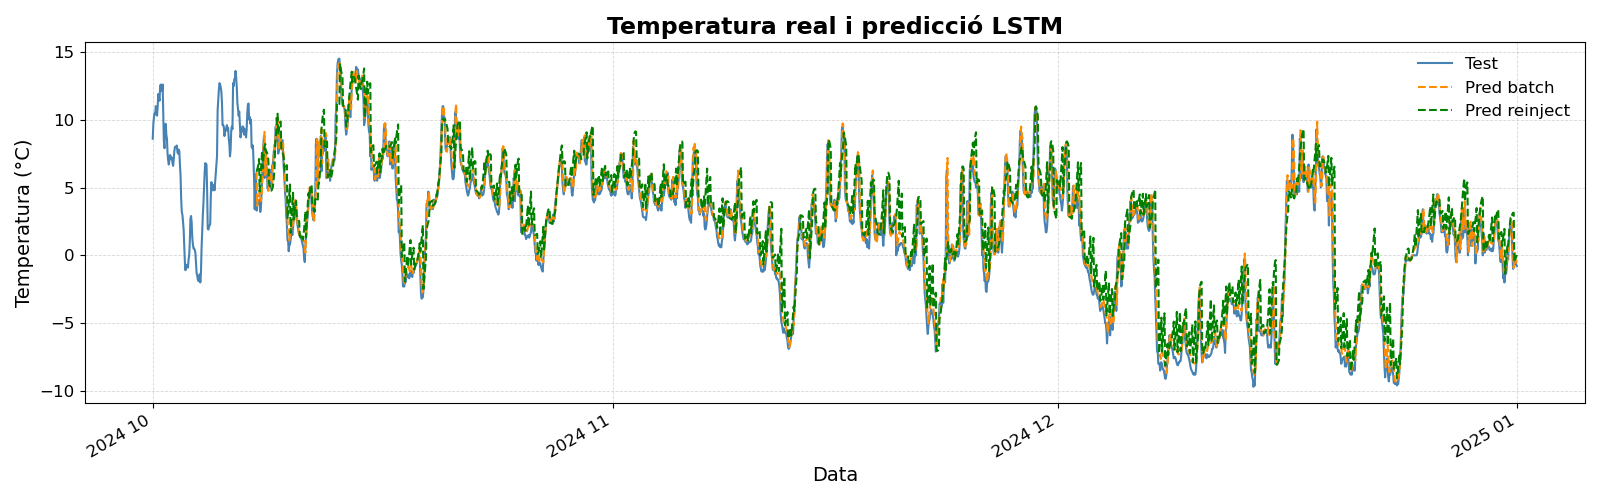 Temperatura real i predicció LSTM
Temperatura (°C)
15
10
5
0
−5
−10
Test
Pred batch
Pred reinject
2024 10
2024 11
2024 12
2025 01
Data